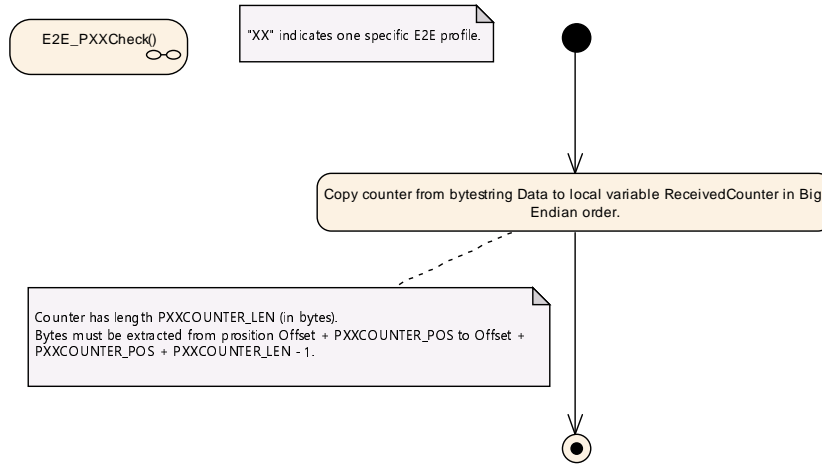 E2E_PXXCheck()
"XX" indicates one specific E2E profile.
Copy counter from bytestring Data to local variable ReceivedCounter in Big
Endian order.
Counter has length PXXCOUNTER_LEN (in bytes).
Bytes must be extracted from prosition Offset + PXXCOUNTER_POS to Offset +
PXXCOUNTER_POS + PXXCOUNTER_LEN - 1.